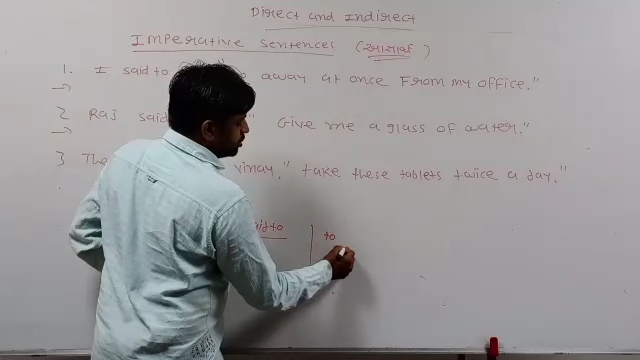 Direct and Indirect
Imperative Sentences (આજ્ઞાર્થ)
1. I said to away at once From my office."
2 Raj said " Give me a glass of water."
3 The vinay, " take these tablets twice a day."
said to | to